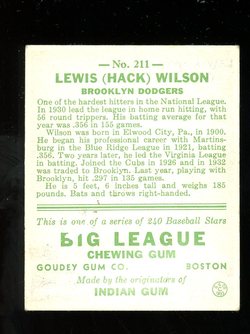 No. 211
LEWIS (HACK) WILSON
BROOKLYN DODGERS
One of the hardest hitters in the National League.
In 1930 lead the league in home run hitting, with
56 round trippers. His batting average for that
year was .356 in 155 games.
Wilson was born in Elwood City, Pa., in 1900.
He began his professional career with Martins-
burg in the Blue Ridge League in 1921, batting
.356. Two years later, he led the Virginia League
in batting. Joined the Cubs in 1926 and in 1932
was traded to Brooklyn. Last year, playing with
Brooklyn, hit .297 in 135 games.
He is 5 feet, 6 inches tall and weighs 185
pounds. Bats and throws right-handed.
This is one of a series of 240 Baseball Stars
BIG LEAGUE
CHEWING GUM
GOUDEY GUM CO. BOSTON
Made by the originators of
INDIAN GUM